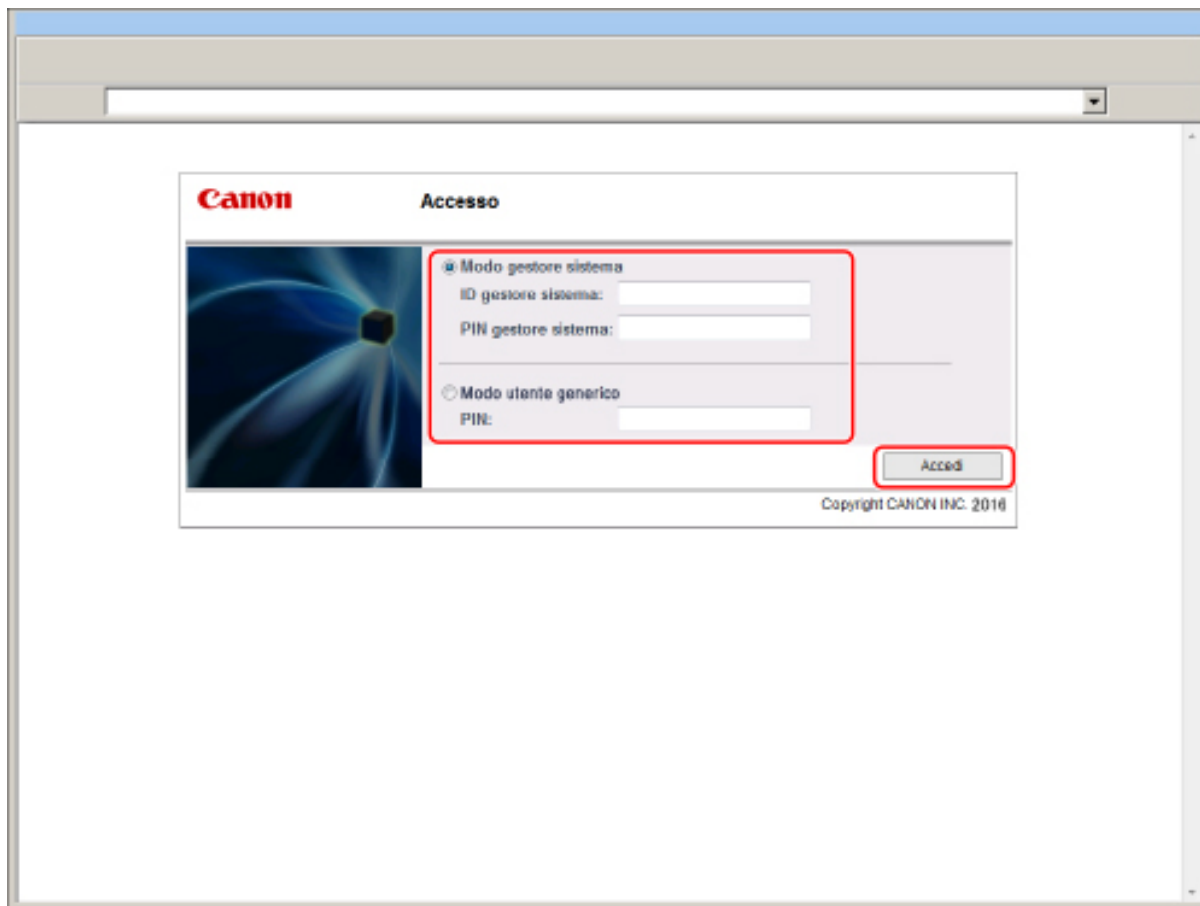 Canon
Accesso
Modo gestore sistema
ID gestore sistema:
PIN gestore sistema:
Modo utente generico
PIN:
Accedi
Copyright CANON INC. 2016